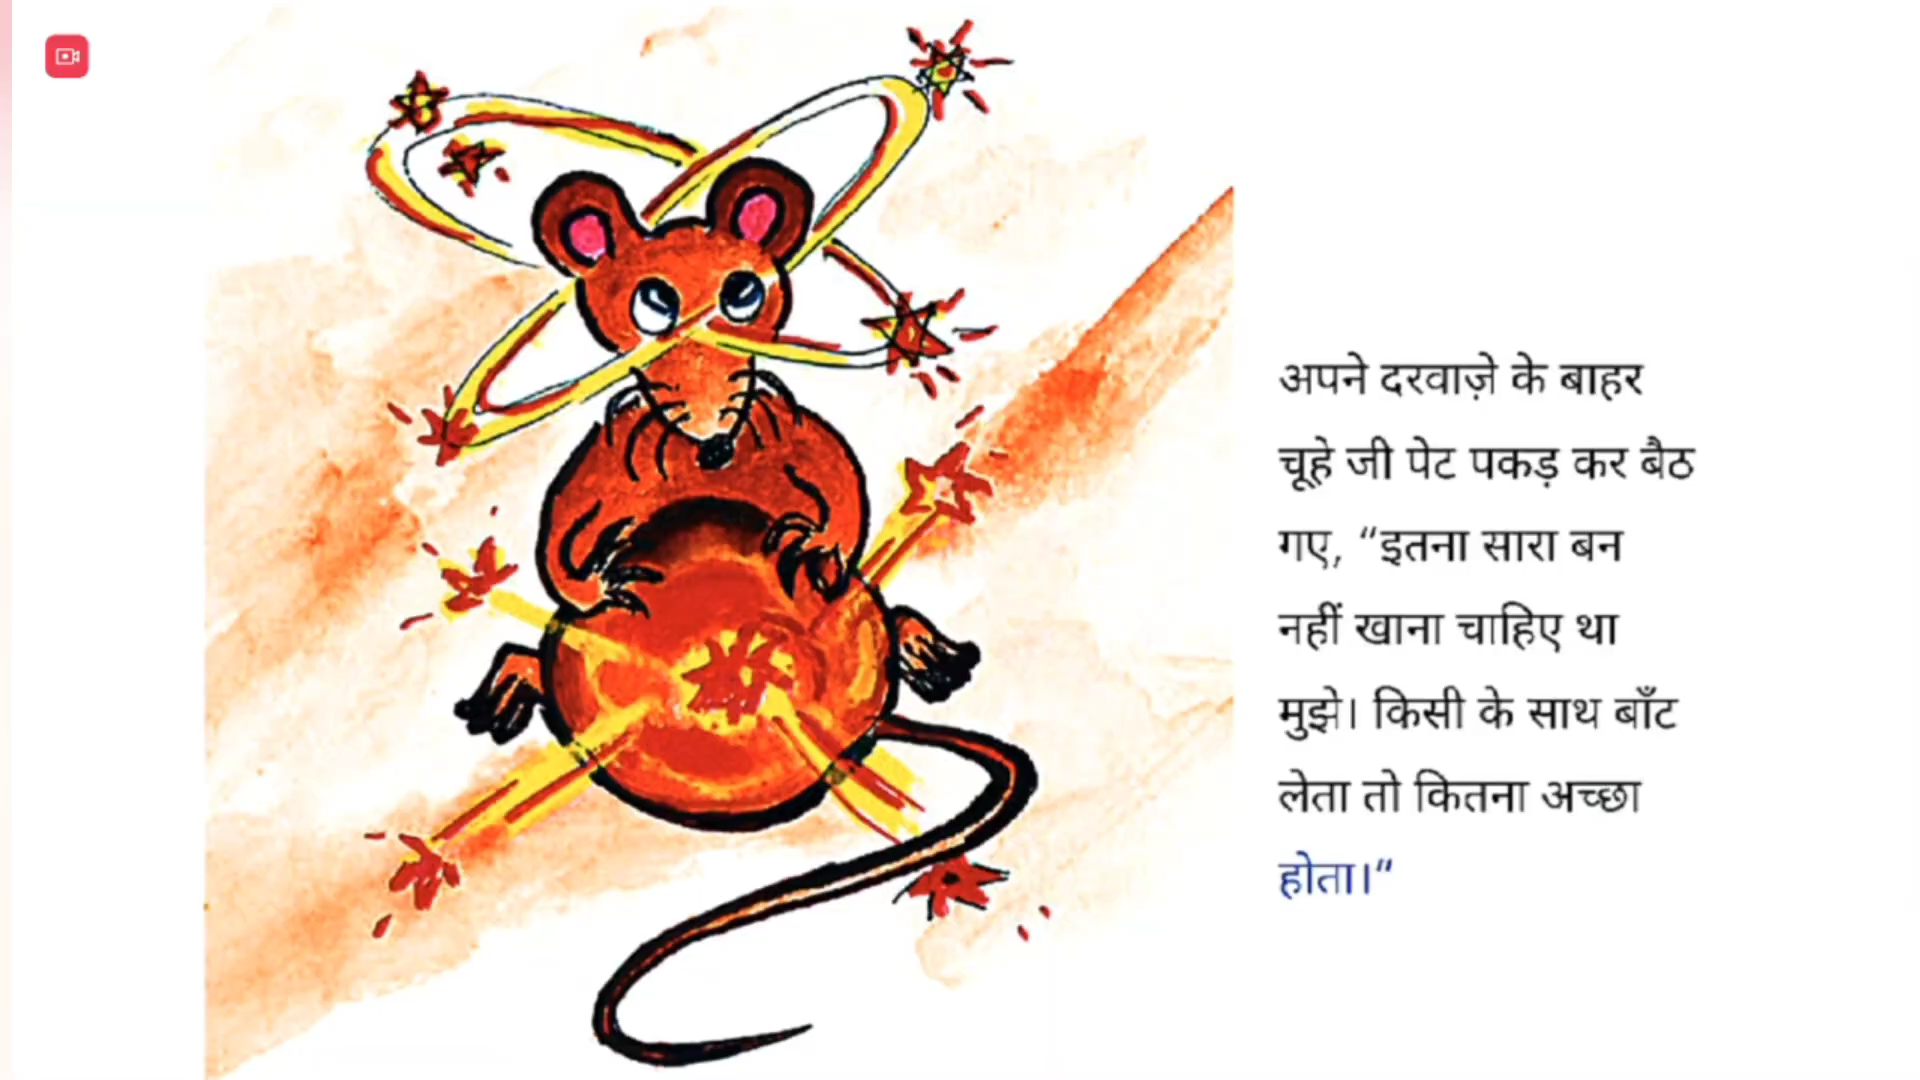 अपने दरवाज़े के बाहर
चूहे जी पेट पकड़ कर बैठ
गए, “इतना सारा बन
नहीं खाना चाहिए था
मुझे। किसी के साथ बाँट
लेता तो कितना अच्छा
होता।“